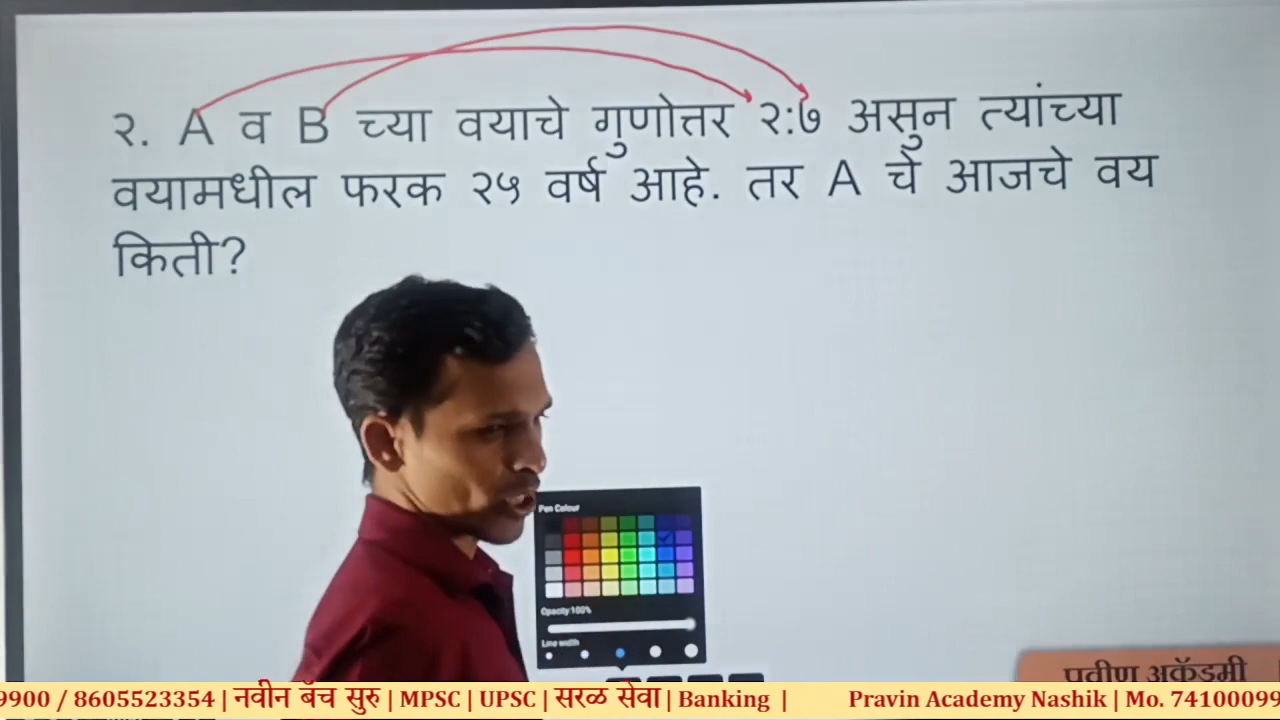 २. A व B च्या वयाचे गुणोत्तर २:७ असुन त्यांच्या
वयामधील फरक २५ वर्ष आहे. तर A चे आजचे वय
किती?
Pen Colour
Opacity:100%
Line width
प्रवीण अकॅडमी
9900 / 8605523354 | नवीन बॅच सुरु | MPSC | UPSC | सरळ सेवा | Banking | Pravin Academy Nashik | Mo. 74100099